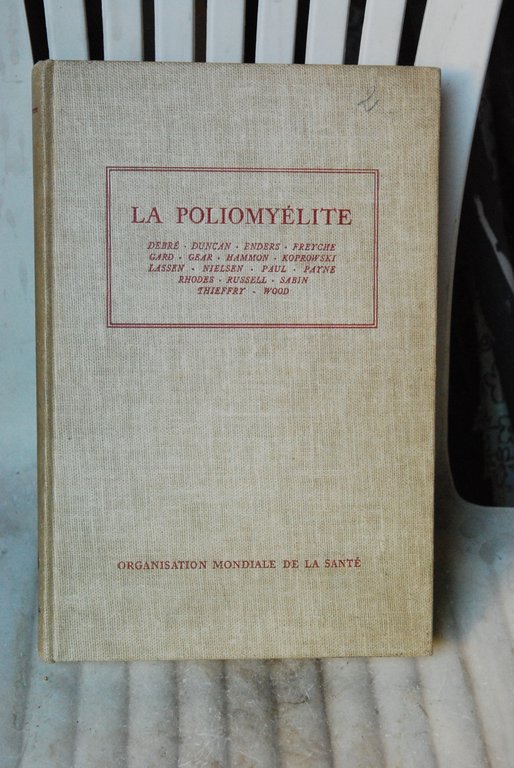 LA POLIOMYÉLITE
DEBRÉ · DUNCAN · ENDERS · FREYCHE
GARD · GEAR · HAMMON · KOPROWSKI
LASSEN · NIELSEN · PAUL · PAYNE
RHODES · RUSSELL · SABIN
THIEFFRY · WOOD
ORGANISATION MONDIALE DE LA SANTÉ